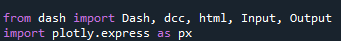 from dash import Dash, dcc, html, Input, Output
import plotly.express as px